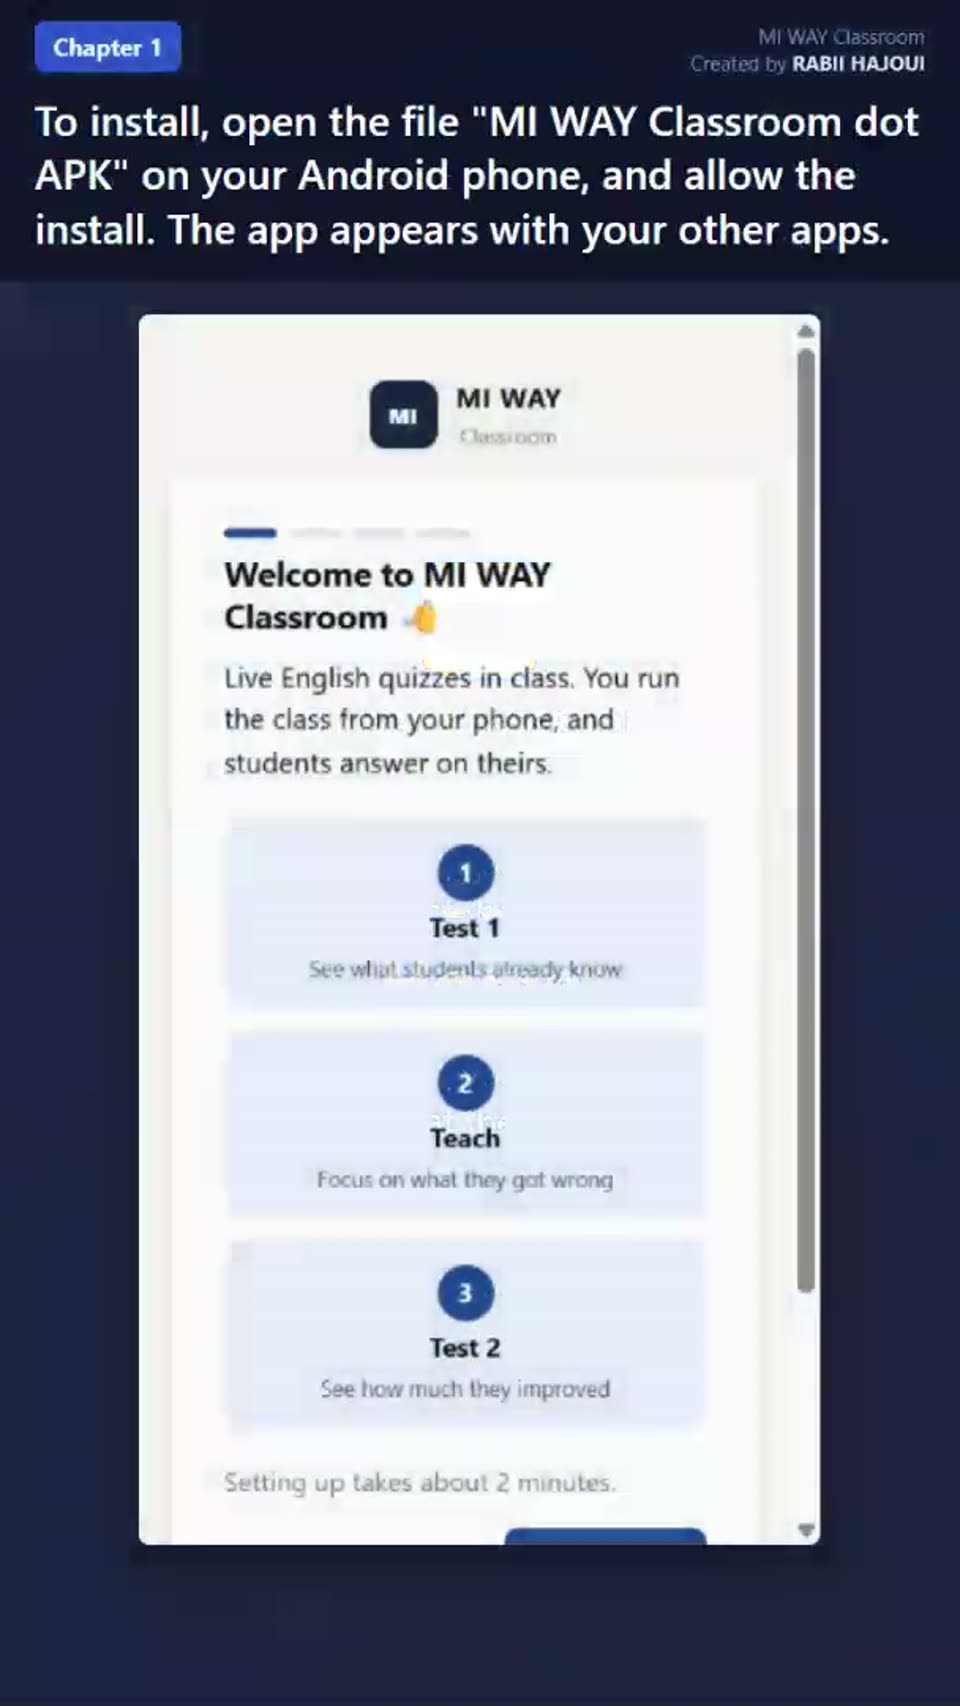 Chapter 1
MI WAY Classroom
Created by RABII HAJOUI
To install, open the file "MI WAY Classroom dot
APK" on your Android phone, and allow the
install. The app appears with your other apps.
MI
MI WAY
Classroom
Welcome to MI WAY
Classroom
Live English quizzes in class. You run
the class from your phone, and
students answer on theirs.
1
Test 1
See what students already know
2
Teach
Focus on what they got wrong
3
Test 2
See how much they improved
Setting up takes about 2 minutes.